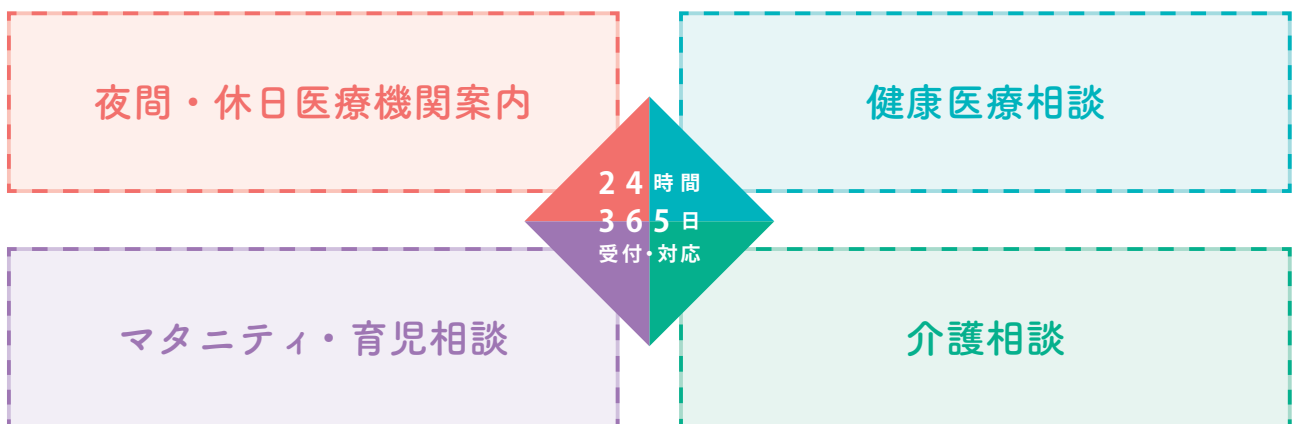 夜間・休日医療機関案内
健康医療相談
24時間
365日
受付・対応
マタニティ・育児相談
介護相談